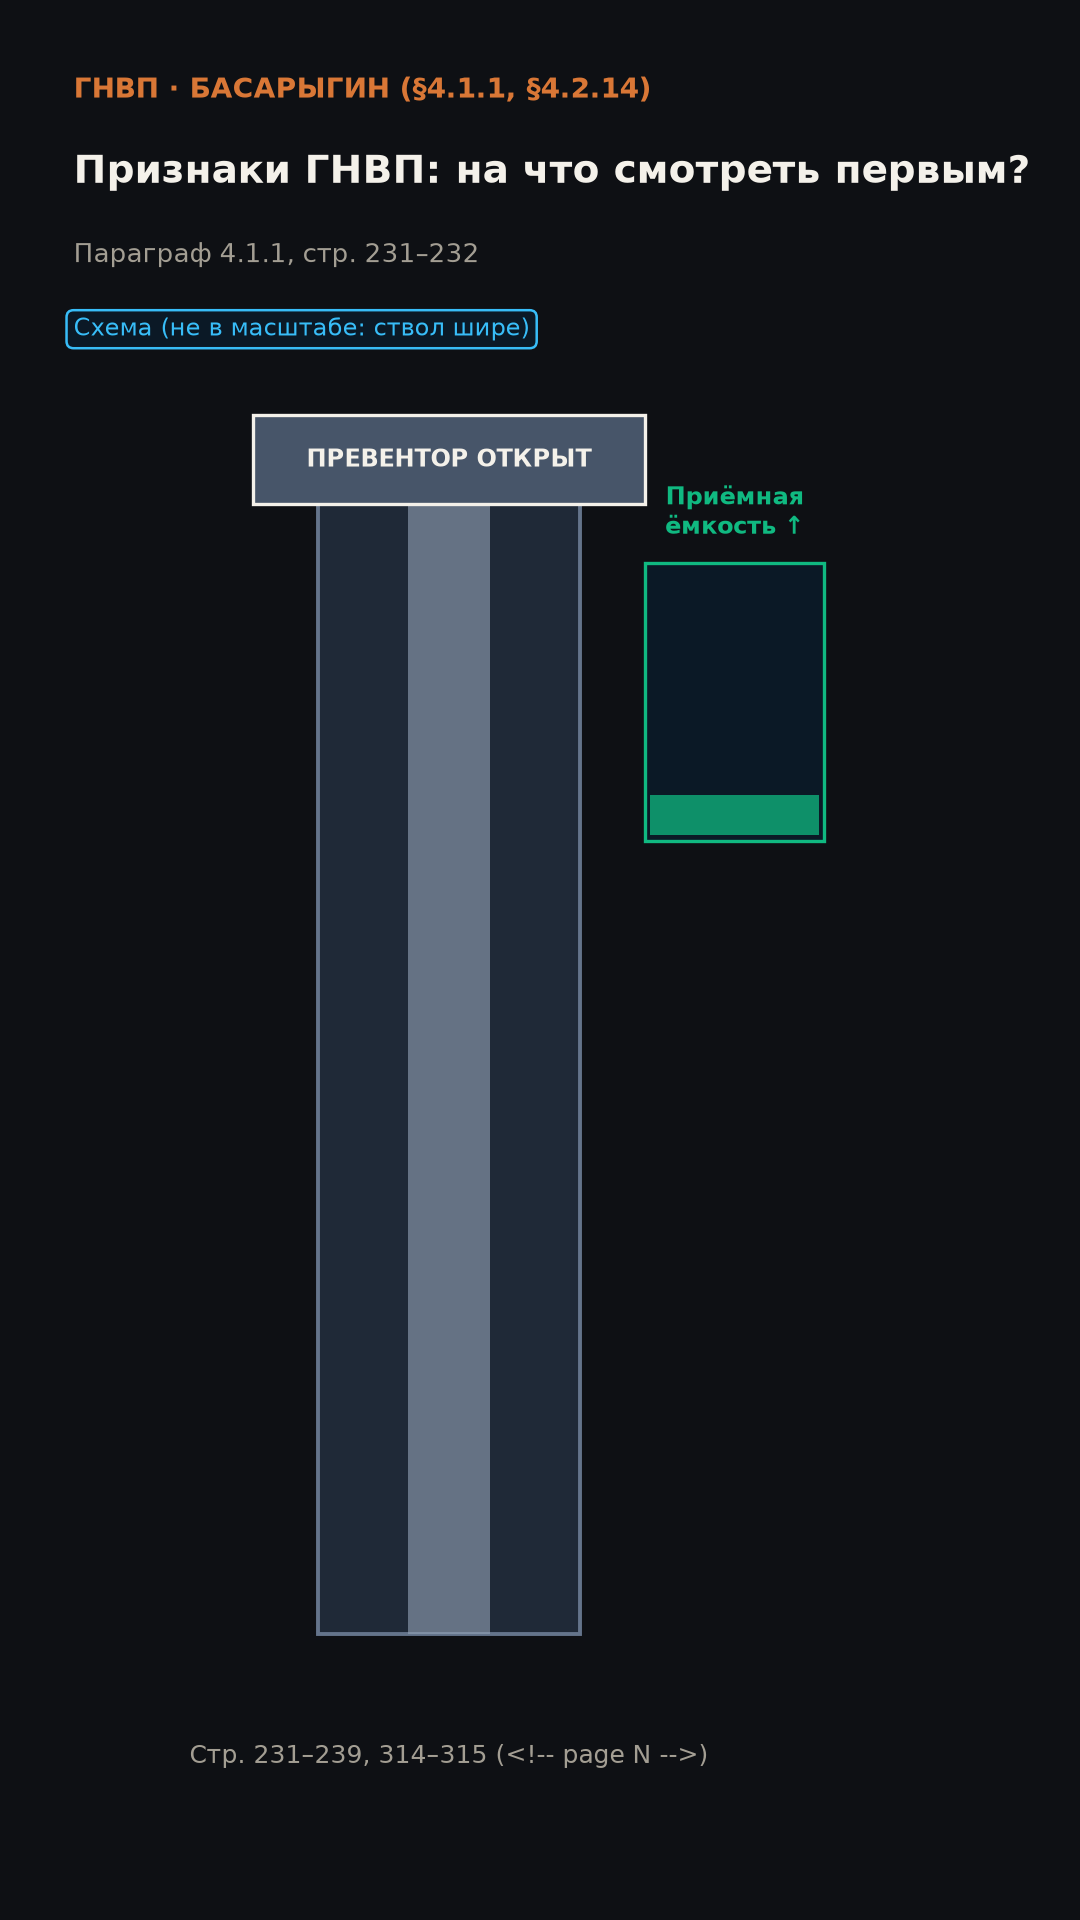 ГНВП · БАСАРЫГИН (§4.1.1, §4.2.14)
Признаки ГНВП: на что смотреть первым?
Параграф 4.1.1, стр. 231–232
Схема (не в масштабе: ствол шире)
ПРЕВЕНТОР ОТКРЫТ
Приёмная
ёмкость ↑
Стр. 231–239, 314–315 (<!-- page N -->)